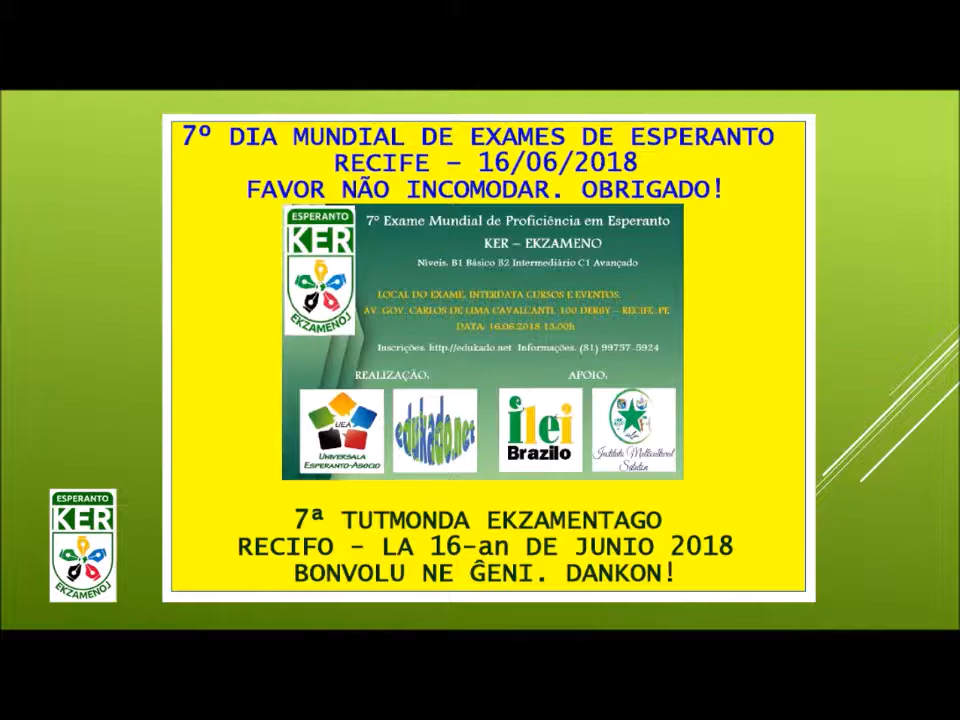 7º DIA MUNDIAL DE EXAMES DE ESPERANTO
RECIFE – 16/06/2018
FAVOR NÃO INCOMODAR. OBRIGADO!
ESPERANTO
KER
EKZAMENOJ
7º Exame Mundial de Proficiência em Esperanto
KER – EKZAMENO
Níveis. B1 Básico B2 Intermediário C1 Avançado
LOCAL DO EXAME. INTERDATA CURSOS E EVENTOS.
AV. GOV. CARLOS DE LIMA CAVALCANTI, 100 DERBY – RECIFE-PE
DATA: 16.06.2018 13.00h
Inscrições. http://edukado.net Informações. (81) 99757-5924
REALIZAÇÃO:
APOIO:
UEA
UNIVERSALA
ESPERANTO-ASOCIO
edukado.net
ilei
Brazilo
Instituto Multicultural
7ª TUTMONDA EKZAMENTAGO
RECIFO - LA 16-an DE JUNIO 2018
BONVOLU NE ĜENI. DANKON!
ESPERANTO
KER
EKZAMENOJ